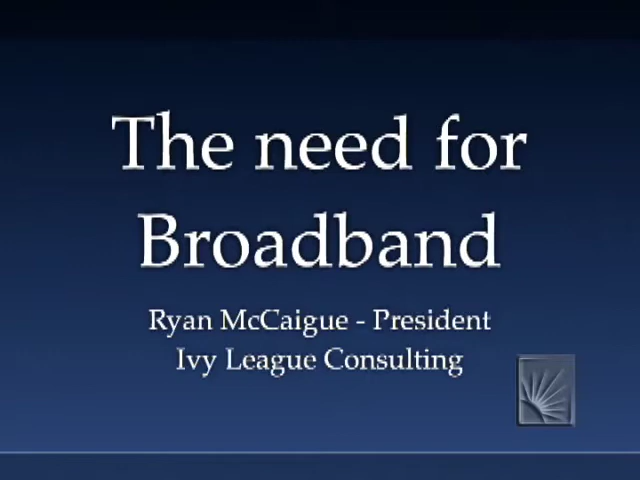 The need for
Broadband
Ryan McCaigue - President
Ivy League Consulting